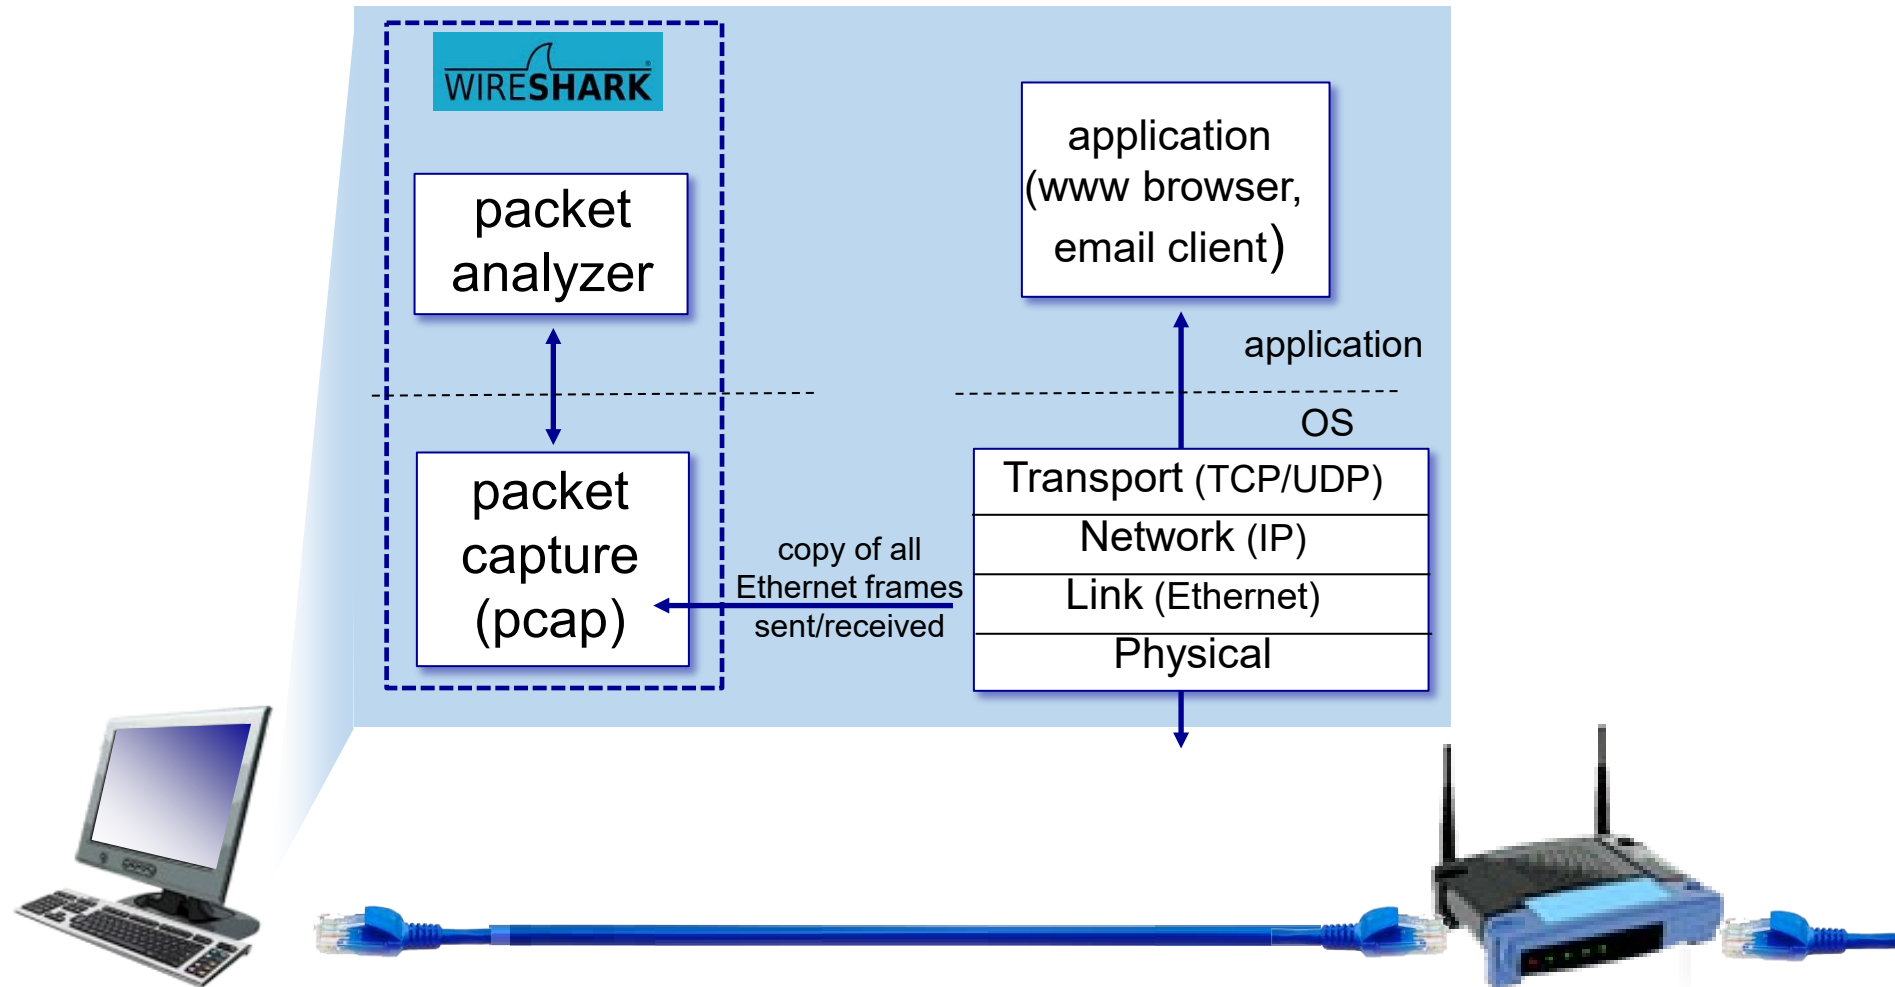 WIRESHARK
packet
analyzer
packet
capture
(pcap)
copy of all
Ethernet frames
sent/received
application
(www browser,
email client)
application
OS
Transport (TCP/UDP)
Network (IP)
Link (Ethernet)
Physical